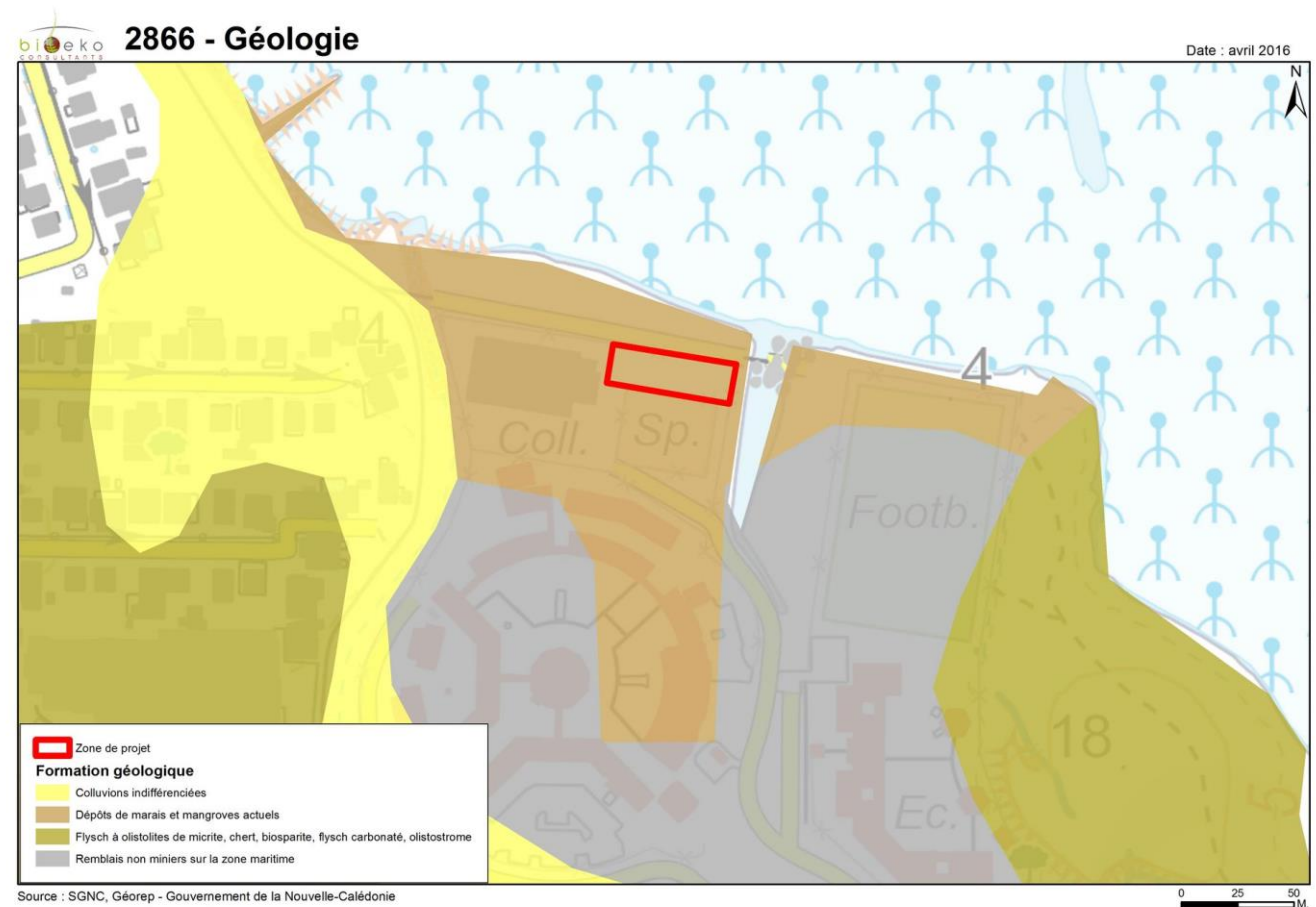 bioeko
CONSULTANTS
2866 - Géologie
Date : avril 2016
N
4
4
Coll.
Sp.
Footb.
18
Ec.
5
Zone de projet
Formation géologique
Colluvions indifférenciées
Dépôts de marais et mangroves actuels
Flysch à olistolites de micrite, chert, biosparite, flysch carbonaté, olistostrome
Remblais non miniers sur la zone maritime
Source : SGNC, Géorep - Gouvernement de la Nouvelle-Calédonie
0 25 50
M.